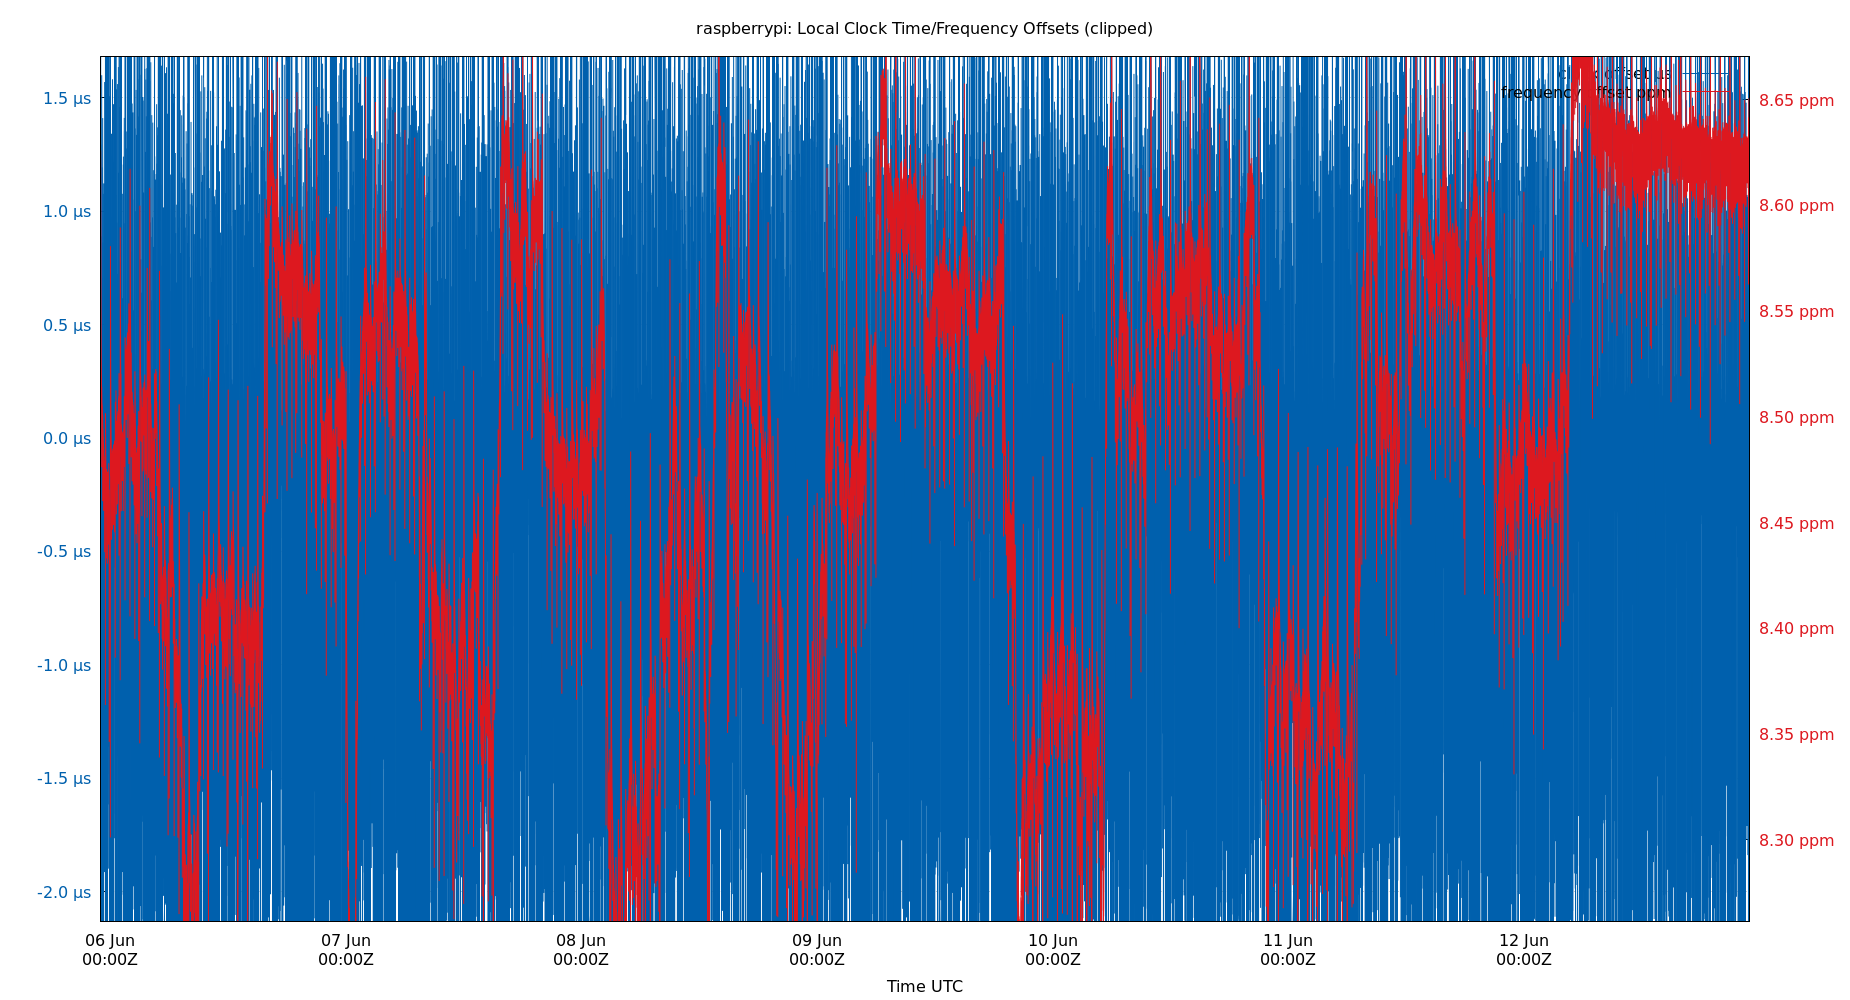 raspberrypi: Local Clock Time/Frequency Offsets (clipped)
1.5 µs
1.0 µs
0.5 µs
0.0 µs
-0.5 µs
-1.0 µs
-1.5 µs
-2.0 µs
clock offset µs
frequency offset ppm
8.65 ppm
8.60 ppm
8.55 ppm
8.50 ppm
8.45 ppm
8.40 ppm
8.35 ppm
8.30 ppm
06 Jun 07 Jun 08 Jun 09 Jun 10 Jun 11 Jun 12 Jun
00:00Z 00:00Z 00:00Z 00:00Z 00:00Z 00:00Z 00:00Z
Time UTC